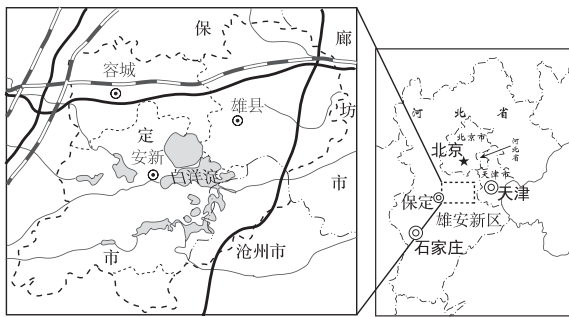 保
廊
容城
雄县
坊
定
安新
白洋淀
市
沧州市
市
河北省
北京市
河北省
北京
天津市
天津
保定
雄安新区
石家庄